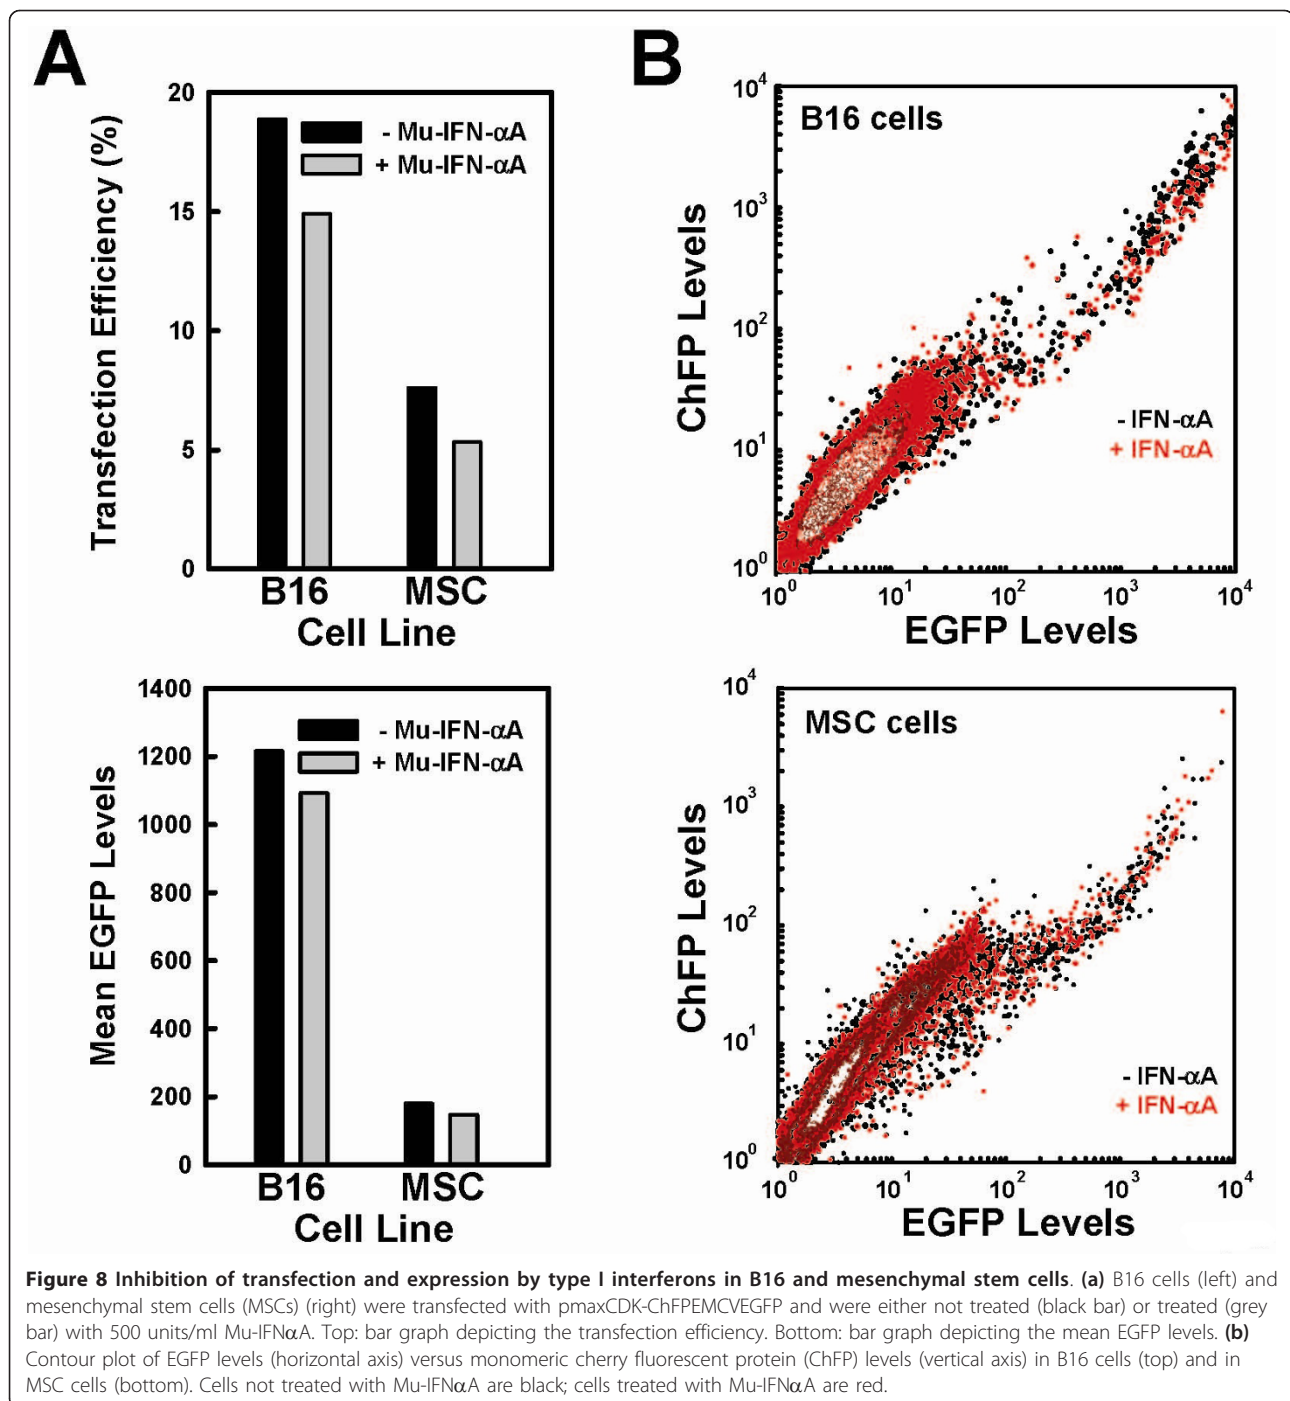 A
20
15
10
5
0
Transfection Efficiency (%)
- Mu-IFN-αA
+ Mu-IFN-αA
B16 MSC
Cell Line
1400
1200
1000
800
600
400
200
0
Mean EGFP Levels
- Mu-IFN-αA
+ Mu-IFN-αA
B16 MSC
Cell Line
B
B16 cells
10⁴
10³
10²
10¹
10⁰
ChFP Levels
- IFN-αA
+ IFN-αA
10⁰ 10¹ 10² 10³ 10⁴
EGFP Levels
MSC cells
10⁴
10³
10²
10¹
10⁰
ChFP Levels
- IFN-αA
+ IFN-αA
10⁰ 10¹ 10² 10³ 10⁴
EGFP Levels
Figure 8 Inhibition of transfection and expression by type I interferons in B16 and mesenchymal stem cells. (a) B16 cells (left) and
mesenchymal stem cells (MSCs) (right) were transfected with pmaxCDK-ChFPEMCVEGFP and were either not treated (black bar) or treated (grey
bar) with 500 units/ml Mu-IFNαA. Top: bar graph depicting the transfection efficiency. Bottom: bar graph depicting the mean EGFP levels. (b)
Contour plot of EGFP levels (horizontal axis) versus monomeric cherry fluorescent protein (ChFP) levels (vertical axis) in B16 cells (top) and in
MSC cells (bottom). Cells not treated with Mu-IFNαA are black; cells treated with Mu-IFNαA are red.